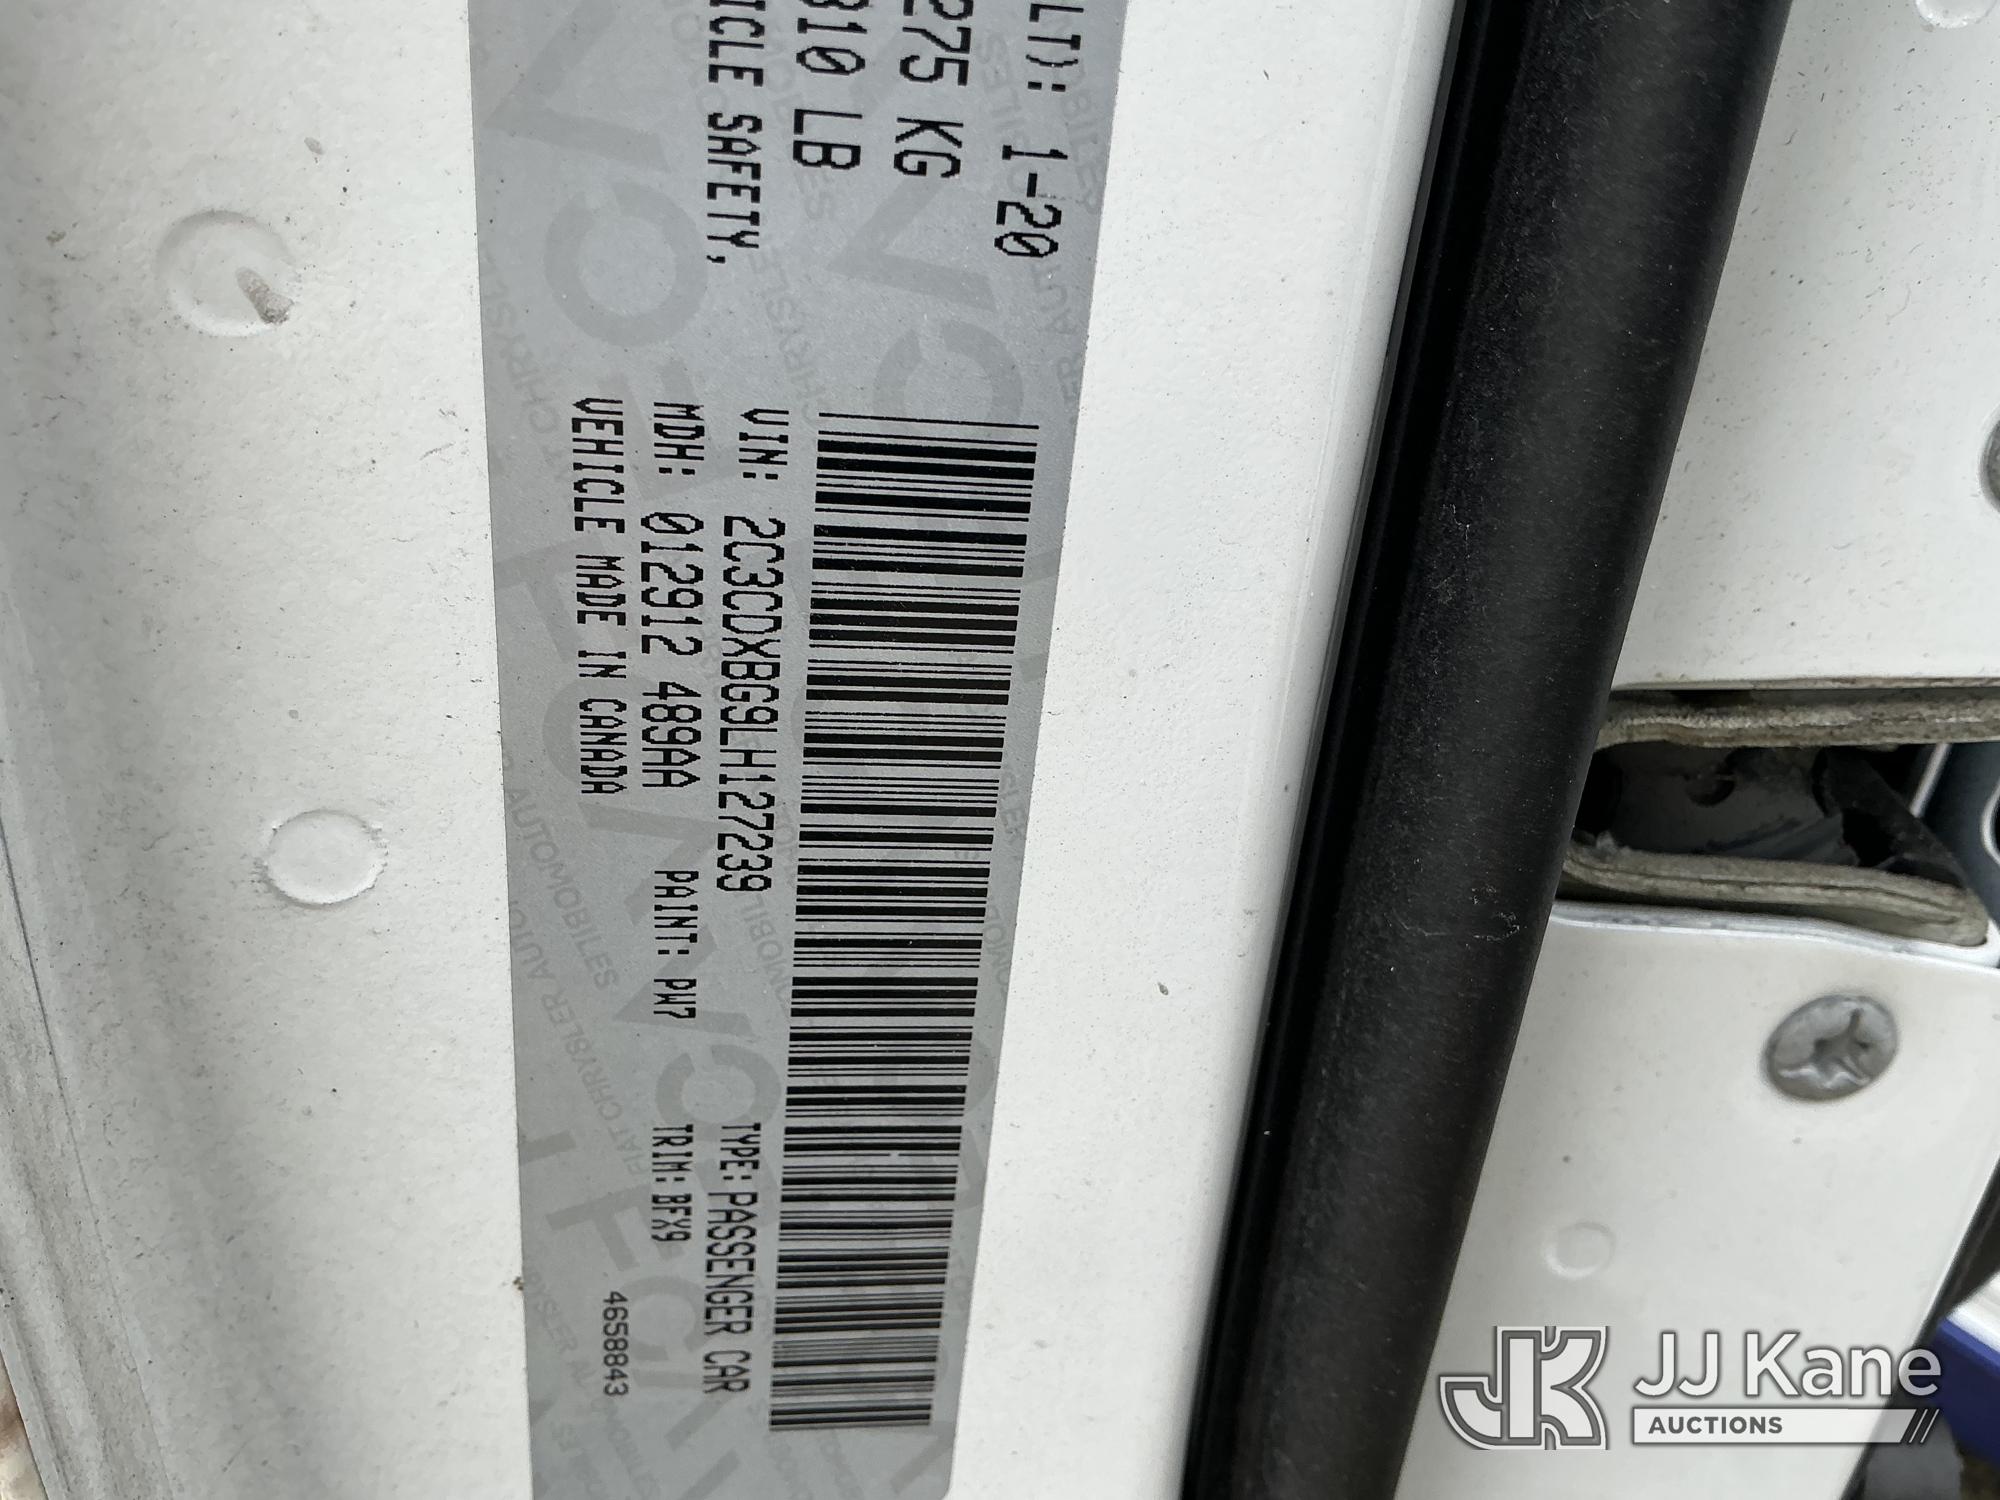 LT): 1-20
275 KG
310 LB
ICLE SAFETY,
VIN: 2C3CDXBG9LH127239
TYPE: PASSENGER CAR
MDH: 012912 489AA
PAINT: PW7
TRIM: BFX9
VEHICLE MADE IN CANADA
46588843
JJ Kane
AUCTIONS